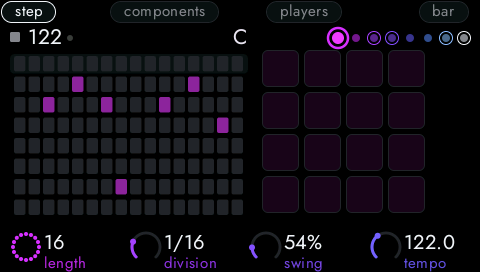 step components players bar
122 C
16 1/16 54% 122.0
length division swing tempo